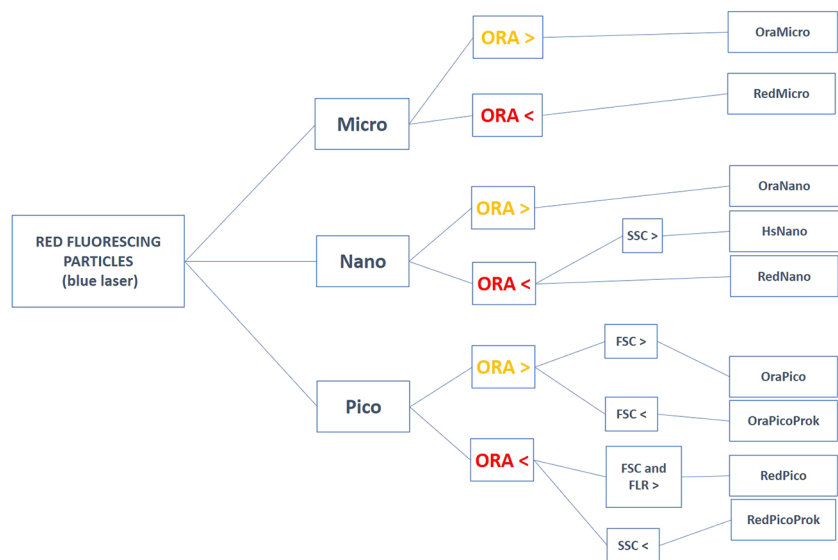 RED FLUORESCING
PARTICLES
(blue laser)
Micro
ORA >
OraMicro
ORA <
RedMicro
Nano
ORA >
OraNano
ORA <
SSC >
HsNano
RedNano
Pico
ORA >
FSC >
OraPico
FSC <
OraPicoProk
ORA <
FSC and
FLR >
RedPico
SSC <
RedPicoProk